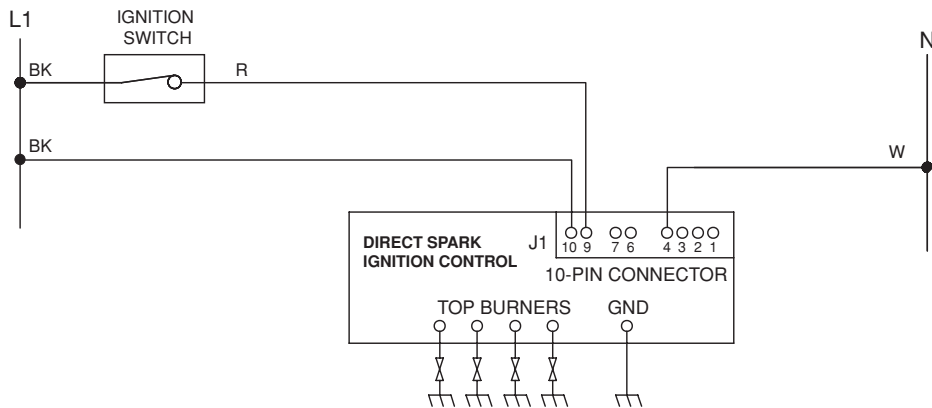 L1
IGNITION
SWITCH
N
BK
R
BK
W
DIRECT SPARK
IGNITION CONTROL
J1
10 9 7 6 4 3 2 1
10-PIN CONNECTOR
TOP BURNERS
GND